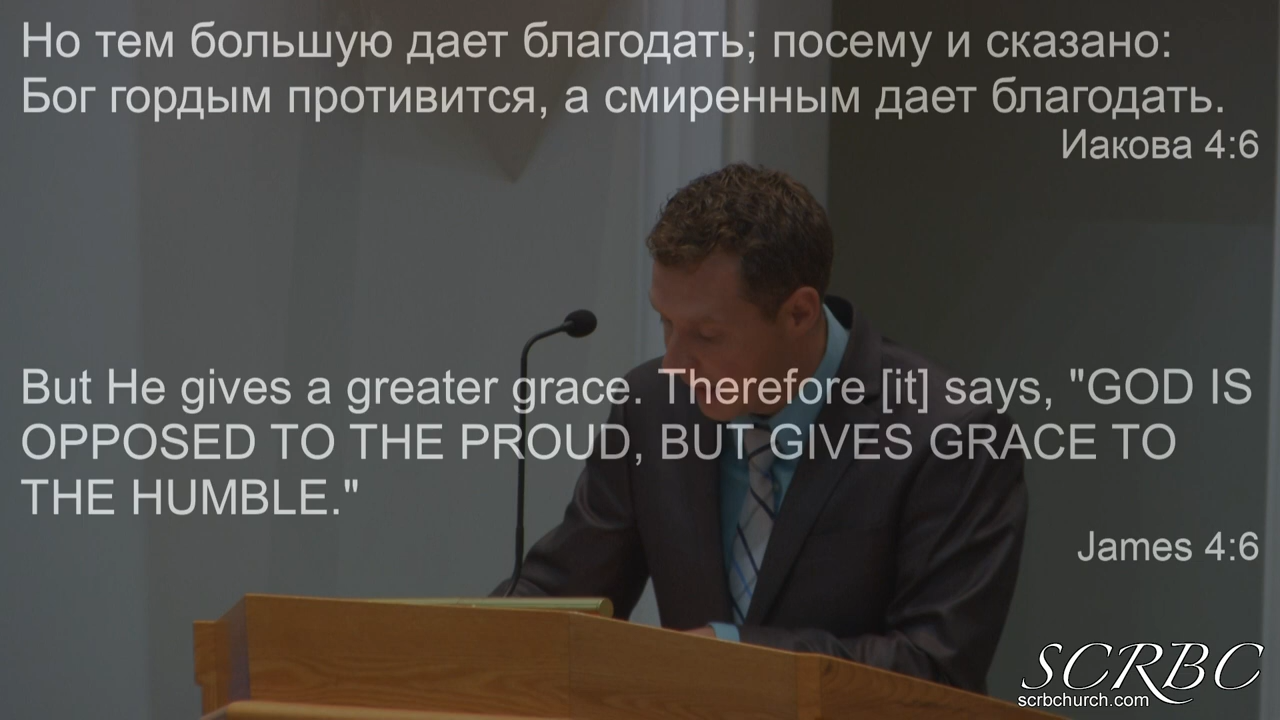 Но тем большую дает благодать; посему и сказано:
Бог гордым противится, а смиренным дает благодать.
Иакова 4:6
But He gives a greater grace. Therefore [it] says, "GOD IS
OPPOSED TO THE PROUD, BUT GIVES GRACE TO
THE HUMBLE."
James 4:6
SCRBC
scrbchurch.com